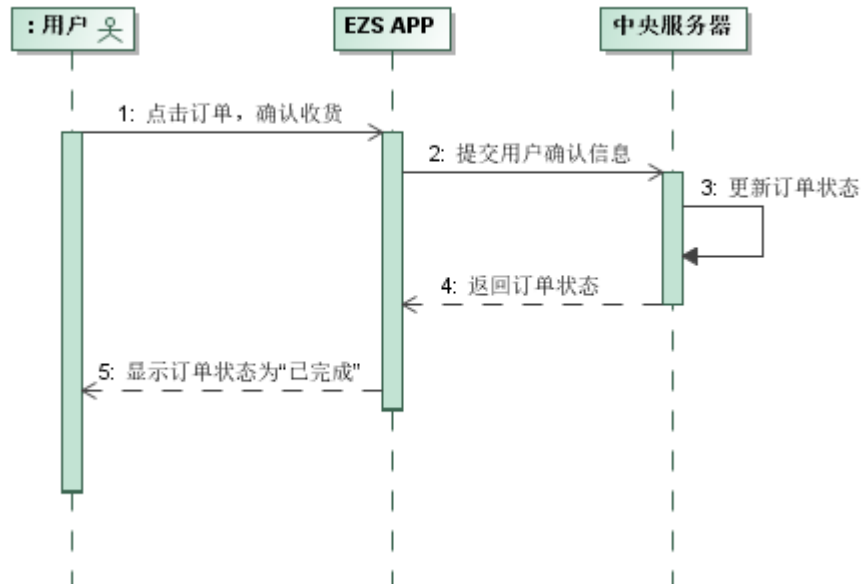 : 用户
EZS APP
中央服务器
1: 点击订单，确认收货
2: 提交用户确认信息
3: 更新订单状态
4: 返回订单状态
5: 显示订单状态为“已完成”